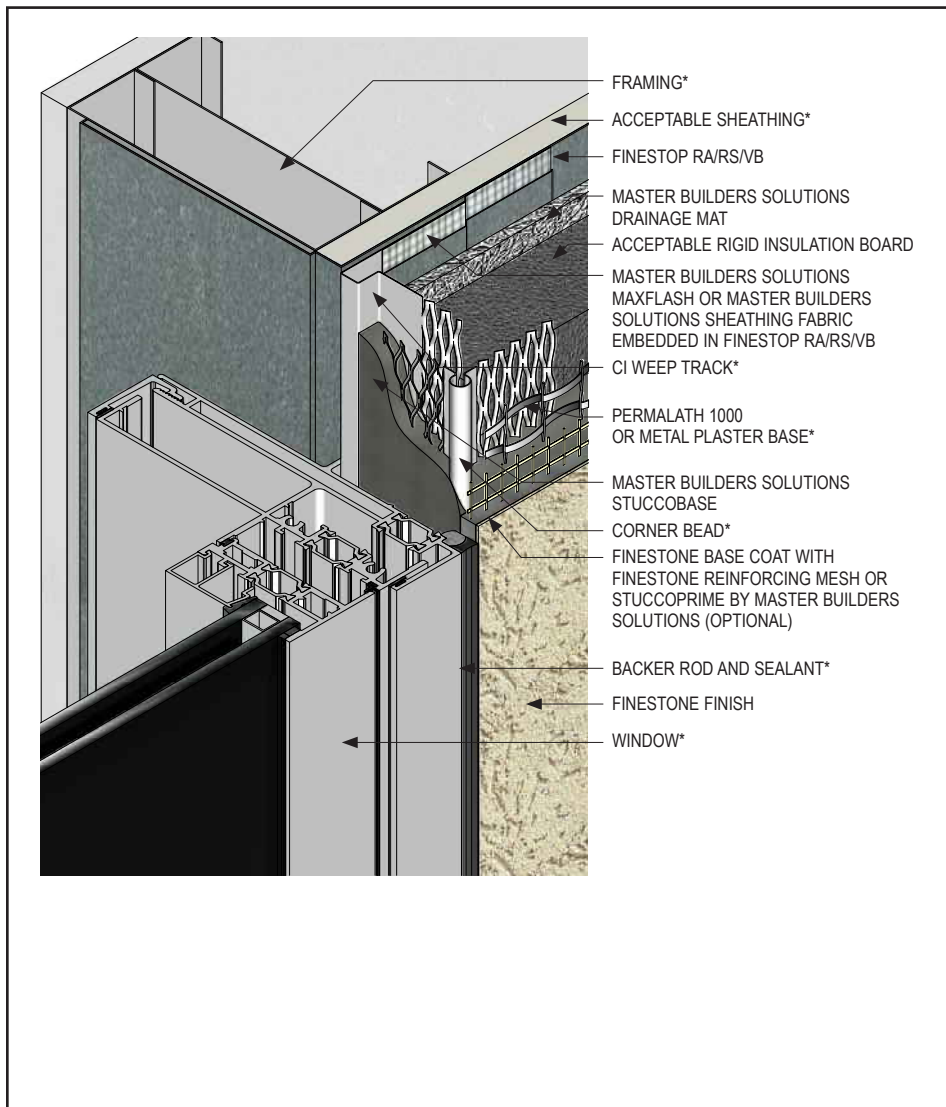 FRAMING*
ACCEPTABLE SHEATHING*
FINESTOP RA/RS/VB
MASTER BUILDERS SOLUTIONS
DRAINAGE MAT
ACCEPTABLE RIGID INSULATION BOARD
MASTER BUILDERS SOLUTIONS
MAXFLASH OR MASTER BUILDERS
SOLUTIONS SHEATHING FABRIC
EMBEDDED IN FINESTOP RA/RS/VB
CI WEEP TRACK*
PERMALATH 1000
OR METAL PLASTER BASE*
MASTER BUILDERS SOLUTIONS
STUCCOBASE
CORNER BEAD*
FINESTONE BASE COAT WITH
FINESTONE REINFORCING MESH OR
STUCCOPRIME BY MASTER BUILDERS
SOLUTIONS (OPTIONAL)
BACKER ROD AND SEALANT*
FINESTONE FINISH
WINDOW*